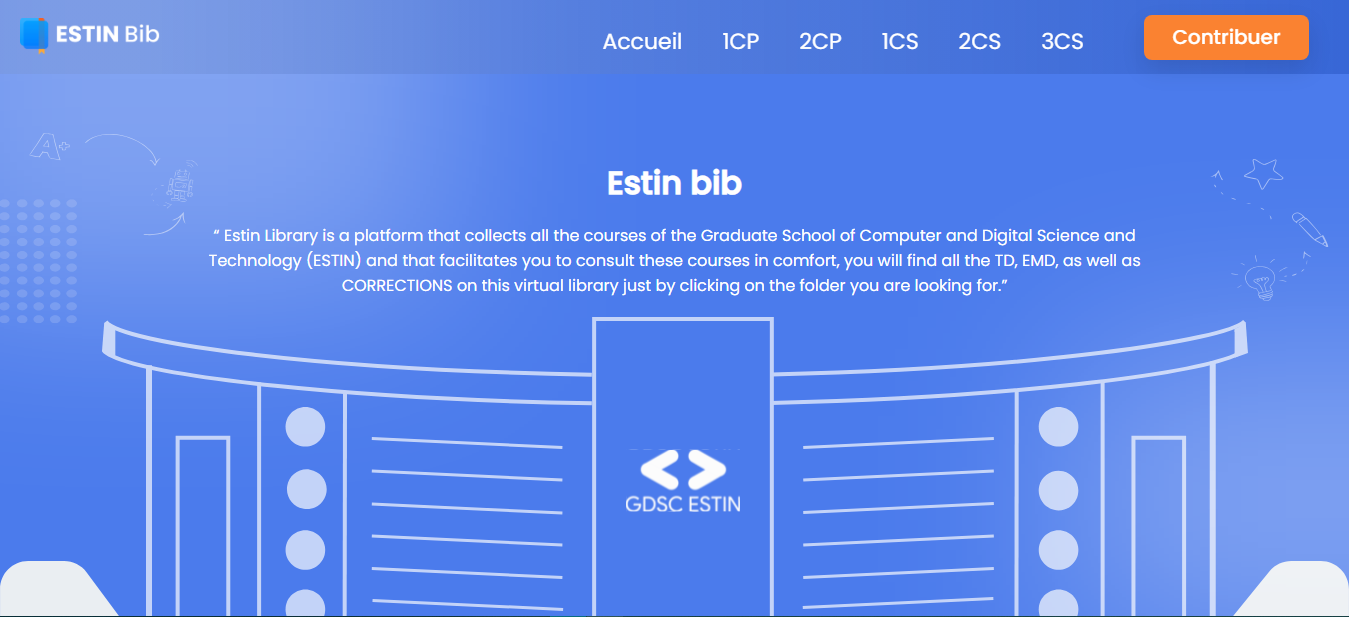 ESTIN Bib
Accueil 1CP 2CP 1CS 2CS 3CS Contribuer
A+
Estin bib
“ Estin Library is a platform that collects all the courses of the Graduate School of Computer and Digital Science and
Technology (ESTIN) and that facilitates you to consult these courses in comfort, you will find all the TD, EMD, as well as
CORRECTIONS on this virtual library just by clicking on the folder you are looking for.”
GDSC ESTIN